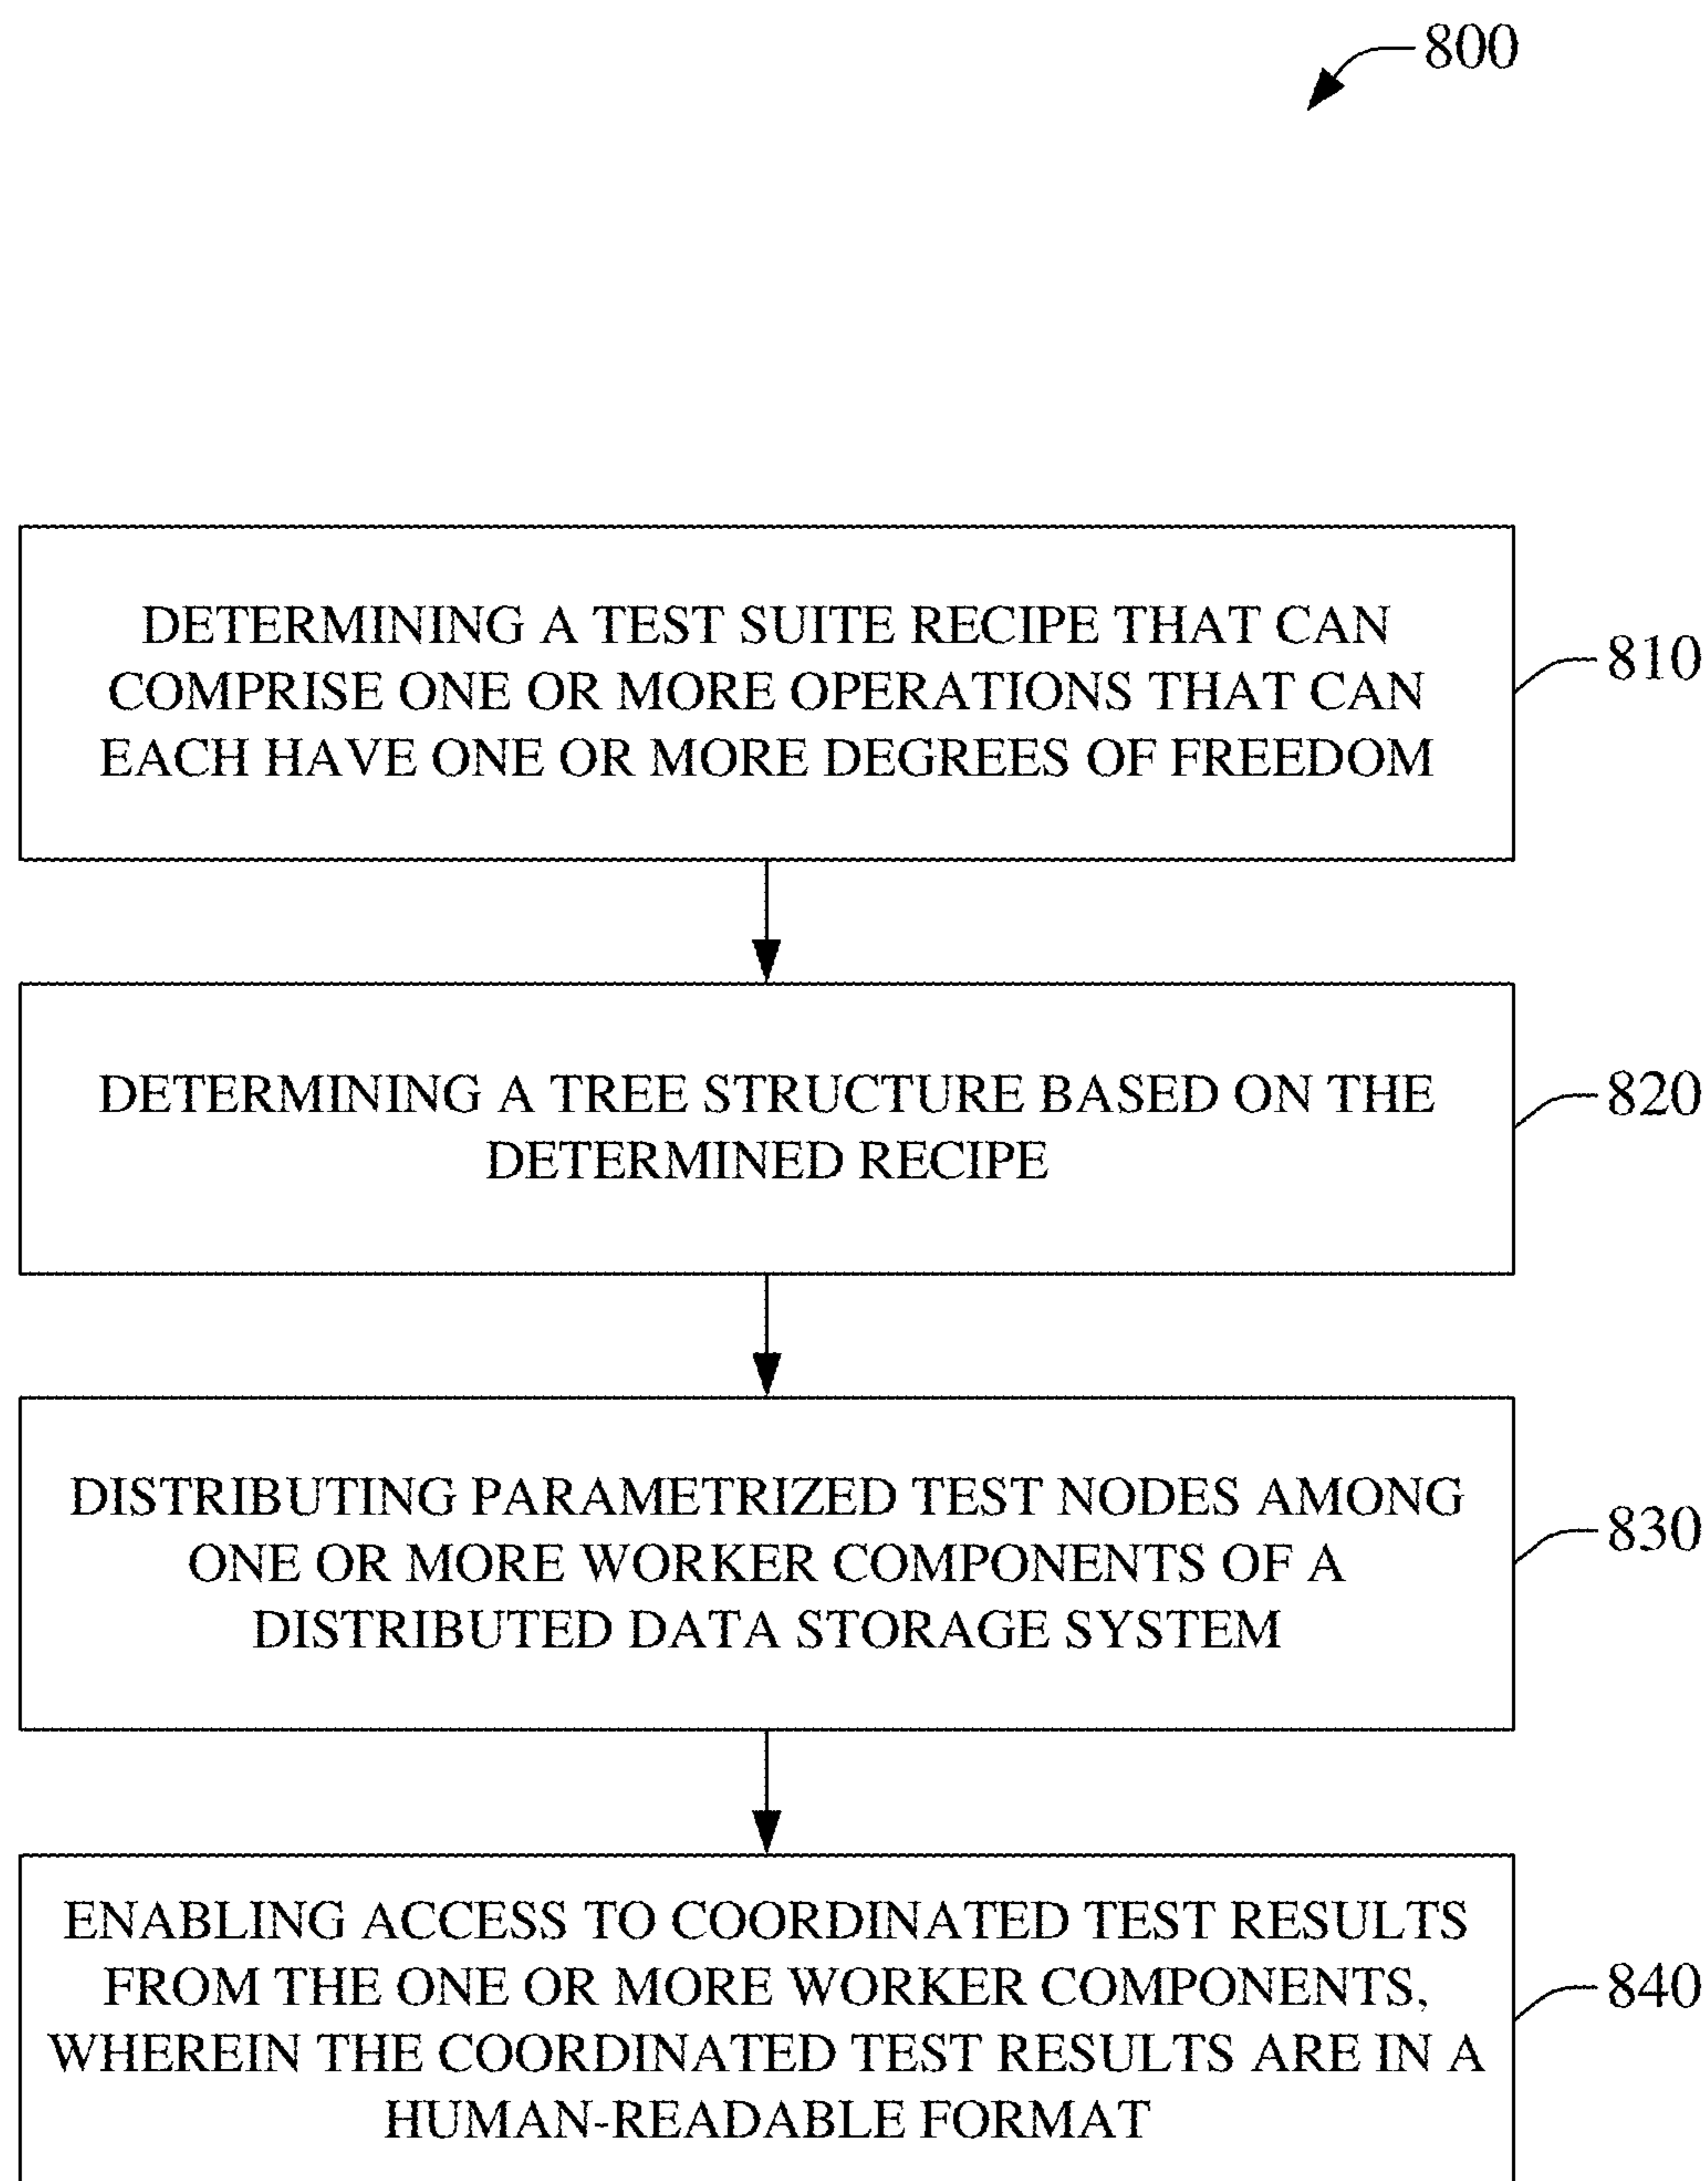 800
DETERMINING A TEST SUITE RECIPE THAT CAN
COMPRISE ONE OR MORE OPERATIONS THAT CAN
EACH HAVE ONE OR MORE DEGREES OF FREEDOM
810
DETERMINING A TREE STRUCTURE BASED ON THE
DETERMINED RECIPE
820
DISTRIBUTING PARAMETRIZED TEST NODES AMONG
ONE OR MORE WORKER COMPONENTS OF A
DISTRIBUTED DATA STORAGE SYSTEM
830
ENABLING ACCESS TO COORDINATED TEST RESULTS
FROM THE ONE OR MORE WORKER COMPONENTS,
WHEREIN THE COORDINATED TEST RESULTS ARE IN A
HUMAN-READABLE FORMAT
840